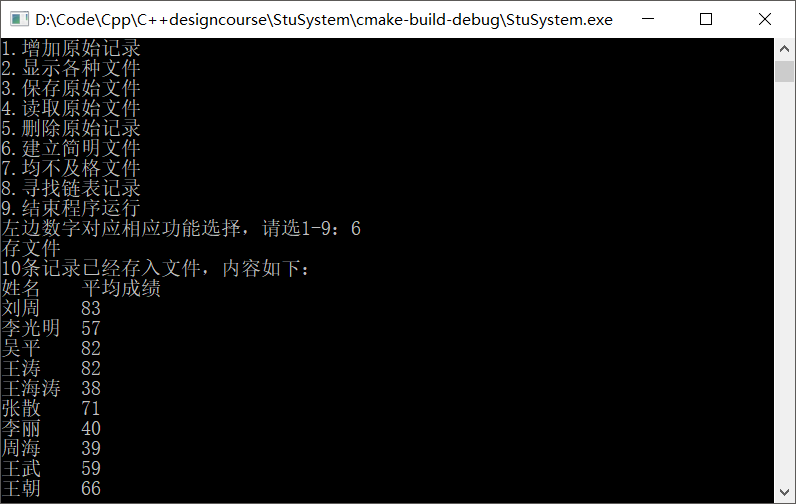 D:\Code\Cpp\C++designcourse\StuSystem\cmake-build-debug\StuSystem.exe
1.增加原始记录
2.显示各种文件
3.保存原始文件
4.读取原始文件
5.删除原始记录
6.建立简明文件
7.均不及格文件
8.寻找链表记录
9.结束程序运行
左边数字对应相应功能选择，请选1-9：6
存文件
10条记录已经存入文件，内容如下：
姓名    平均成绩
刘周    83
李光明  57
吴平    82
王涛    82
王海涛  38
张散    71
李丽    40
周海    39
王武    59
王朝    66